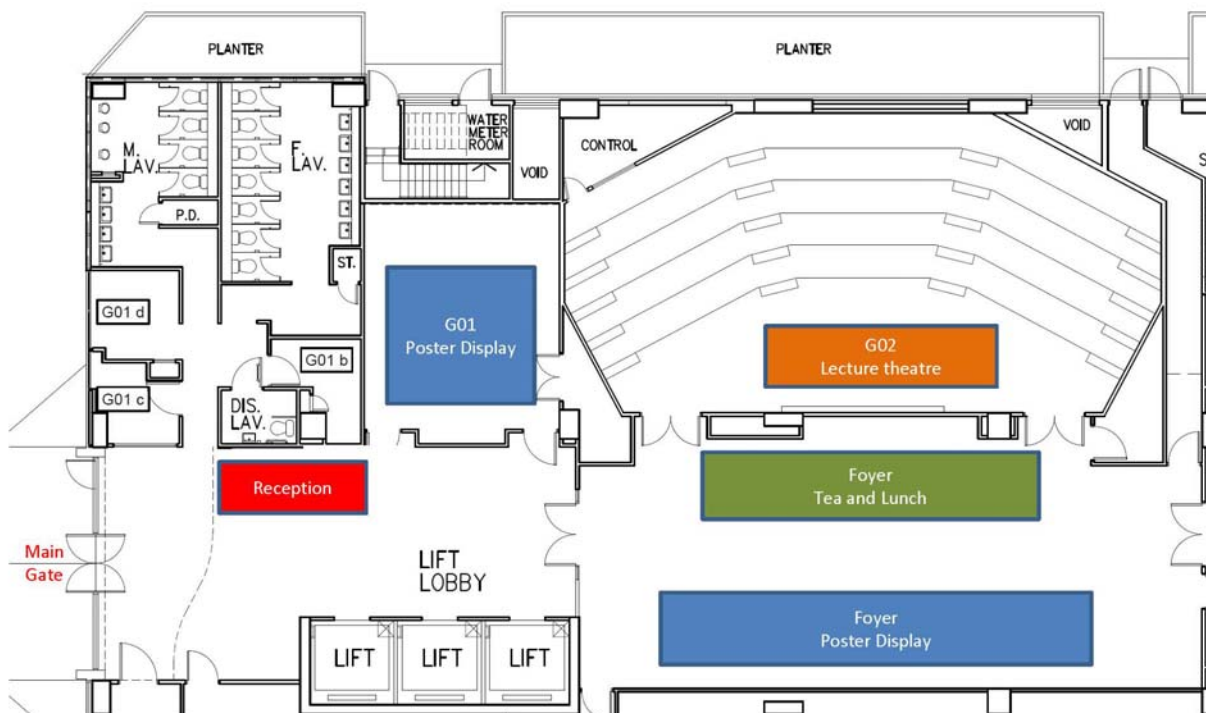 PLANTER
PLANTER
WATER
METER
ROOM
VOID
CONTROL
VOID
M.
LAV.
F.
LAV.
P.D.
ST.
G01 d
G01 b
G01 c
DIS.
LAV.
G01
Poster Display
G02
Lecture theatre
Reception
Foyer
Tea and Lunch
Main
Gate
LIFT
LOBBY
Foyer
Poster Display
LIFT
LIFT
LIFT